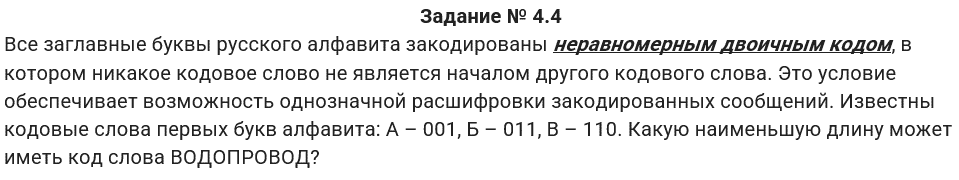 Задание № 4.4
Все заглавные буквы русского алфавита закодированы неравномерным двоичным кодом, в
котором никакое кодовое слово не является началом другого кодового слова. Это условие
обеспечивает возможность однозначной расшифровки закодированных сообщений. Известны
кодовые слова первых букв алфавита: А – 001, Б – 011, В – 110. Какую наименьшую длину может
иметь код слова ВОДОПРОВОД?